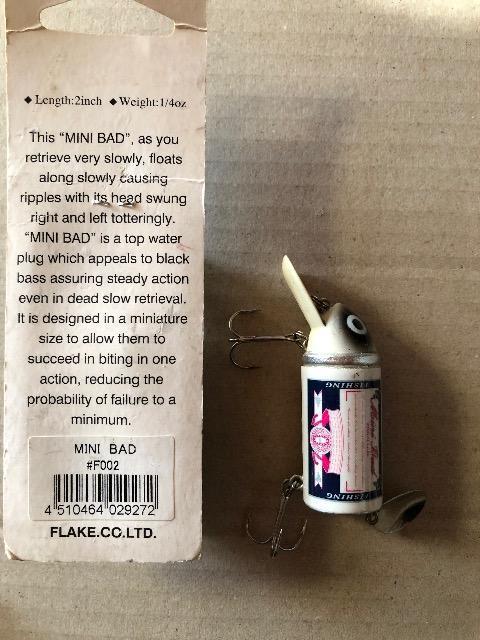 ◆Length:2inch ◆Weight:1/4oz
This “MINI BAD”, as you
retrieve very slowly, floats
along slowly causing
ripples with its head swung
right and left totteringly.
“MINI BAD” is a top water
plug which appeals to black
bass assuring steady action
even in dead slow retrieval.
It is designed in a miniature
size to allow them to
succeed in biting in one
action, reducing the
probability of failure to a
minimum.
MINI BAD
#F002
4 510464 029272
FLAKE.CO.LTD.
FISHING
FISHING